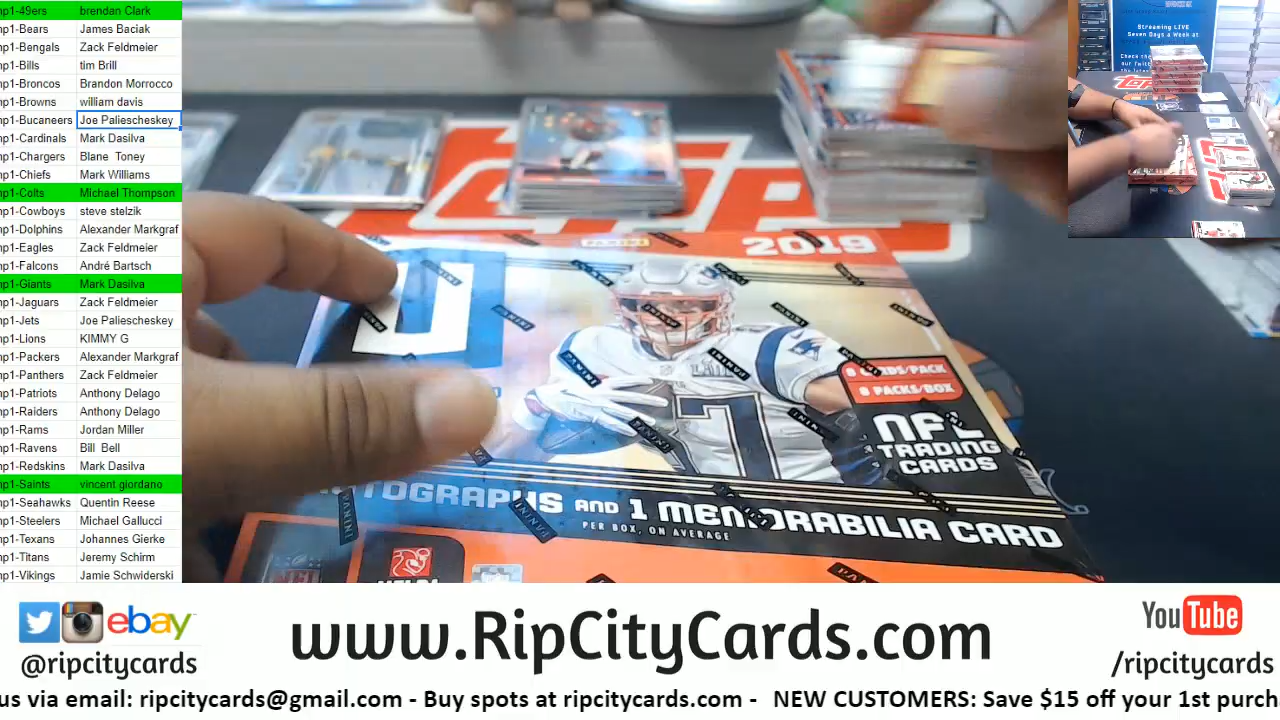 np1-49ers brendan Clark
np1-Bears James Baciak
np1-Bengals Zack Feldmeier
np1-Bills tim Brill
np1-Broncos Brandon Morrocco
np1-Browns william davis
np1-Bucaneers Joe Paliescheskey
np1-Cardinals Mark Dasilva
np1-Chargers Blane Toney
np1-Chiefs Mark Williams
np1-Colts Michael Thompson
np1-Cowboys steve stelzik
np1-Dolphins Alexander Markgraf
np1-Eagles Zack Feldmeier
np1-Falcons André Bartsch
np1-Giants Mark Dasilva
np1-Jaguars Zack Feldmeier
np1-Jets Joe Paliescheskey
np1-Lions KIMMY G
np1-Packers Alexander Markgraf
np1-Panthers Zack Feldmeier
np1-Patriots Anthony Delago
np1-Raiders Anthony Delago
np1-Rams Jordan Miller
np1-Ravens Bill Bell
np1-Redskins Mark Dasilva
np1-Saints vincent giordano
np1-Seahawks Quentin Reese
np1-Steelers Michael Gallucci
np1-Texans Johannes Gierke
np1-Titans Jeremy Schirm
np1-Vikings Jamie Schwiderski
Streaming LIVE
Seven Days a Week at
PANINI 2019
8 CARDS/PACK
8 PACKS/BOX
NFL
TRADING
CARDS
AUTOGRAPHS AND 1 MEMORABILIA CARD
PER BOX, ON AVERAGE
ebay
@ripcitycards
www.RipCityCards.com
YouTube
/ripcitycards
us via email: ripcitycards@gmail.com - Buy spots at ripcitycards.com - NEW CUSTOMERS: Save $15 off your 1st purch